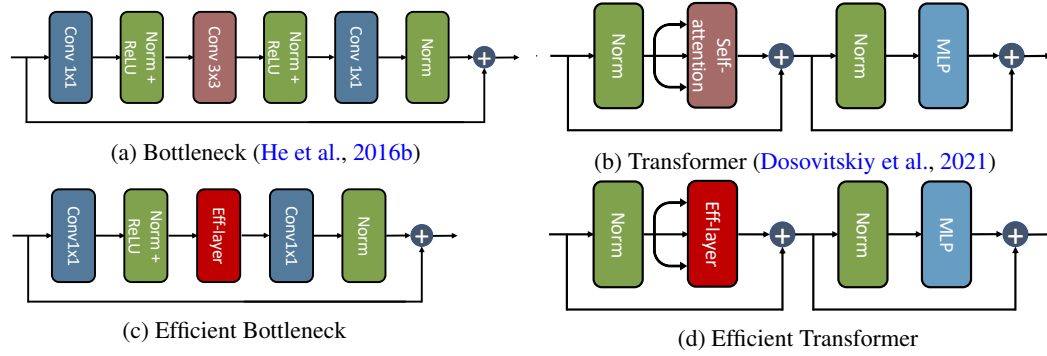 Conv 1x1
Norm +
ReLU
Conv 3x3
Norm +
ReLU
Conv 1x1
Norm
+
(a) Bottleneck (He et al., 2016b)
Norm
Self-
attention
+
Norm
MLP
+
(b) Transformer (Dosovitskiy et al., 2021)
Conv1x1
Norm +
ReLU
Eff-layer
Conv1x1
Norm
+
(c) Efficient Bottleneck
Norm
Eff-layer
+
Norm
MLP
+
(d) Efficient Transformer